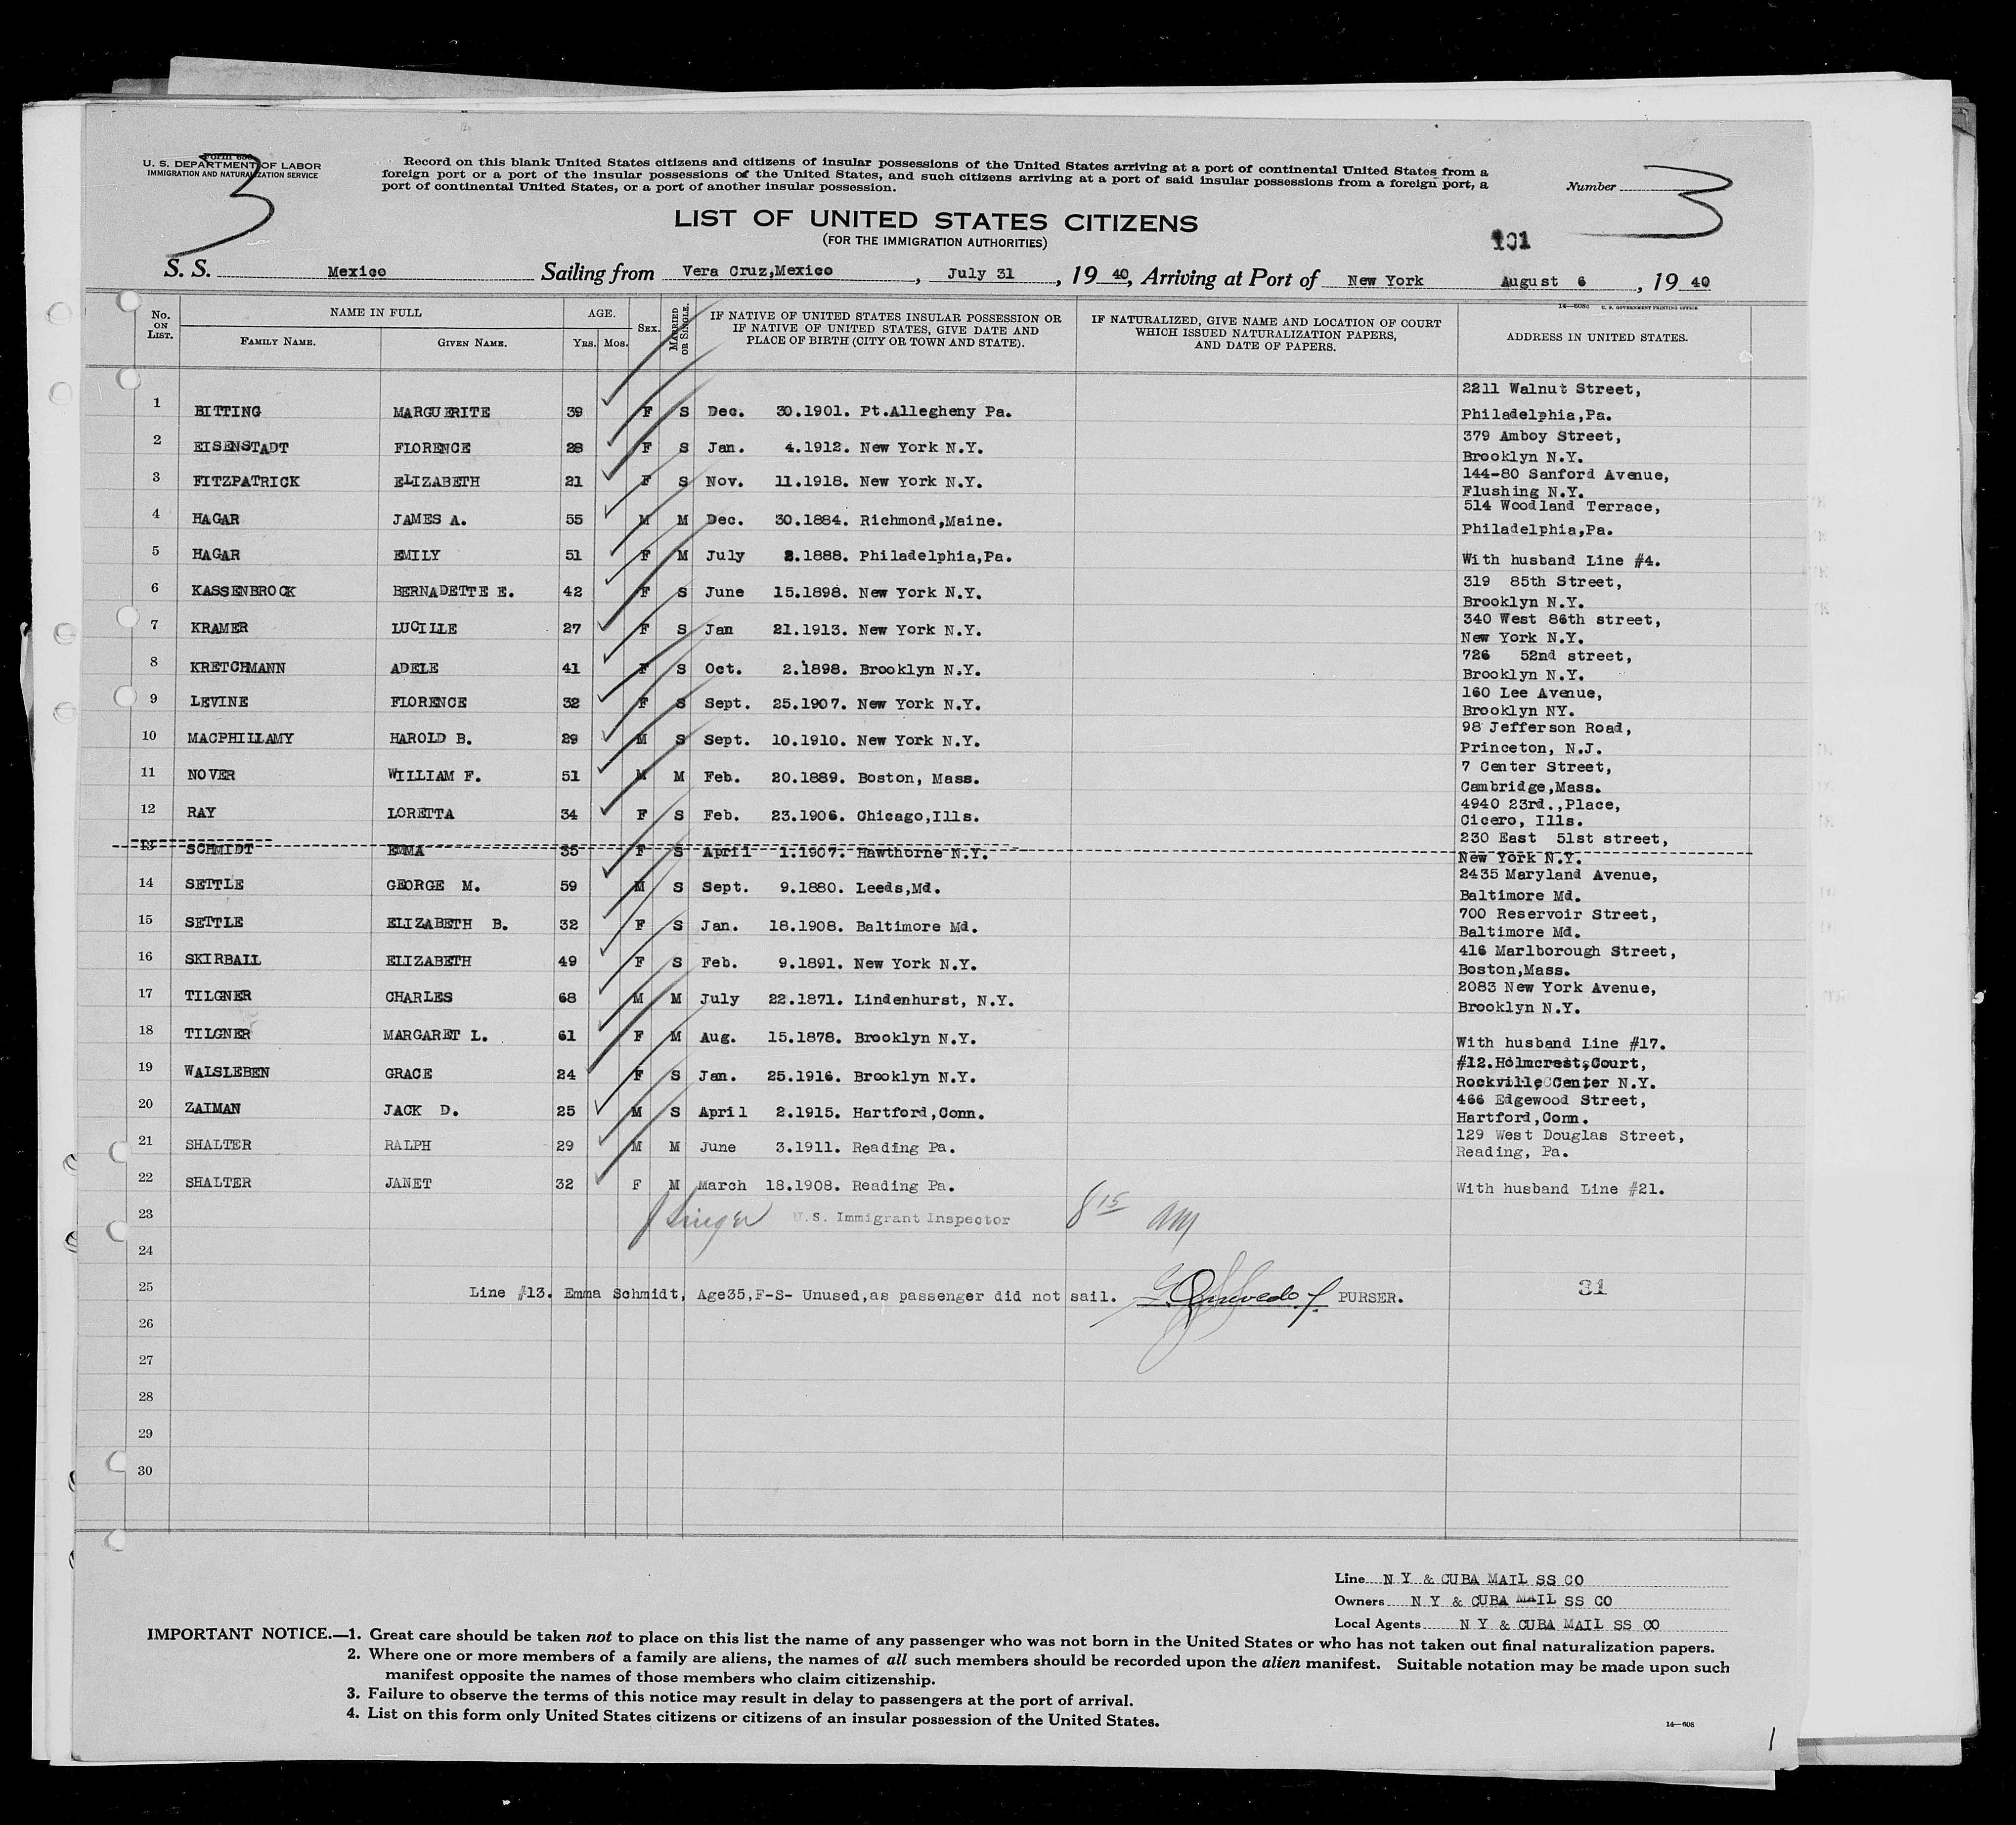 Form 630
U. S. DEPARTMENT OF LABOR
IMMIGRATION AND NATURALIZATION SERVICE
3
Record on this blank United States citizens and citizens of insular possessions of the United States arriving at a port of continental United States from a
foreign port or a port of the insular possessions of the United States, and such citizens arriving at a port of said insular possessions from a foreign port, a
port of continental United States, or a port of another insular possession.
Number 3
LIST OF UNITED STATES CITIZENS
(FOR THE IMMIGRATION AUTHORITIES)
101
S. S. Mexico Sailing from Vera Cruz,Mexico, July 31, 19 40, Arriving at Port of New York August 6, 19 40
14—608a U. S. GOVERNMENT PRINTING OFFICE
No. ON LIST. NAME IN FULL FAMILY NAME. GIVEN NAME. AGE. YRS. MOS. SEX. MARRIED OR SINGLE. IF NATIVE OF UNITED STATES INSULAR POSSESSION OR IF NATIVE OF UNITED STATES, GIVE DATE AND PLACE OF BIRTH (CITY OR TOWN AND STATE). IF NATURALIZED, GIVE NAME AND LOCATION OF COURT WHICH ISSUED NATURALIZATION PAPERS, AND DATE OF PAPERS. ADDRESS IN UNITED STATES.
1 BITTING MARGUERITE 39 F S Dec. 30.1901. Pt.Allegheny Pa. 2211 Walnut Street, Philadelphia,Pa.
2 EISENSTADT FLORENCE 28 F S Jan. 4.1912. New York N.Y. 379 Amboy Street, Brooklyn N.Y.
3 FITZPATRICK ELIZABETH 21 F S Nov. 11.1918. New York N.Y. 144-80 Sanford Avenue, Flushing N.Y.
4 HAGAR JAMES A. 55 M M Dec. 30.1884. Richmond,Maine. 514 Woodland Terrace, Philadelphia,Pa.
5 HAGAR EMILY 51 F M July 2.1888. Philadelphia,Pa. With husband Line #4.
6 KASSENBROCK BERNADETTE E. 42 F S June 15.1898. New York N.Y. 319 85th Street, Brooklyn N.Y.
7 KRAMER LUCILLE 27 F S Jan 21.1913. New York N.Y. 340 West 86th street, New York N.Y.
8 KRETCHMANN ADELE 41 F S Oct. 2.1898. Brooklyn N.Y. 726 52nd street, Brooklyn N.Y.
9 LEVINE FLORENCE 32 F S Sept. 25.1907. New York N.Y. 160 Lee Avenue, Brooklyn NY.
10 MACPHILLAMY HAROLD B. 29 M S Sept. 10.1910. New York N.Y. 98 Jefferson Road, Princeton, N.J.
11 NOVER WILLIAM F. 51 M M Feb. 20.1889. Boston, Mass. 7 Center Street, Cambridge,Mass.
12 RAY LORETTA 34 F S Feb. 23.1906. Chicago,Ills. 4940 23rd.,Place, Cicero, Ills.
13 SCHMIDT EMMA 35 F S April 1.1907. Hawthorne N.Y. 230 East 51st street, New York N.Y.
14 SETTLE GEORGE M. 59 M S Sept. 9.1880. Leeds,Md. 2435 Maryland Avenue, Baltimore Md.
15 SETTLE ELIZABETH B. 32 F S Jan. 18.1908. Baltimore Md. 700 Reservoir Street, Baltimore Md.
16 SKIRBALL ELIZABETH 49 F S Feb. 9.1891. New York N.Y. 416 Marlborough Street, Boston,Mass.
17 TILGNER CHARLES 68 M M July 22.1871. Lindenhurst, N.Y. 2083 New York Avenue, Brooklyn N.Y.
18 TILGNER MARGARET L. 61 F M Aug. 15.1878. Brooklyn N.Y. With husband Line #17.
19 WALSLEBEN GRACE 24 F S Jan. 25.1916. Brooklyn N.Y. #12.Holmcrest Court, Rockville Center N.Y.
20 ZAIMAN JACK D. 25 M S April 2.1915. Hartford,Conn. 466 Edgewood Street, Hartford,Conn.
21 SHALTER RALPH 29 M M June 3.1911. Reading Pa. 129 West Douglas Street, Reading, Pa.
22 SHALTER JANET 32 F M March 18.1908. Reading Pa. With husband Line #21.
23 U.S. Immigrant Inspector 8 15 am
24
25 Line #13. Emma Schmidt, Age35,F-S- Unused,as passenger did not sail. PURSER. 31
26
27
28
29
30
Line N Y & CUBA MAIL SS CO
Owners N Y & CUBA MAIL SS CO
Local Agents N Y & CUBA MAIL SS CO
IMPORTANT NOTICE.—1. Great care should be taken not to place on this list the name of any passenger who was not born in the United States or who has not taken out final naturalization papers.
2. Where one or more members of a family are aliens, the names of all such members should be recorded upon the alien manifest. Suitable notation may be made upon such
manifest opposite the names of those members who claim citizenship.
3. Failure to observe the terms of this notice may result in delay to passengers at the port of arrival.
4. List on this form only United States citizens or citizens of an insular possession of the United States.
14—608
1